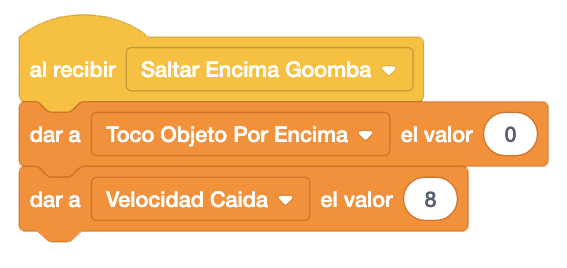 al recibir Saltar Encima Goomba
dar a Toco Objeto Por Encima el valor 0
dar a Velocidad Caida el valor 8